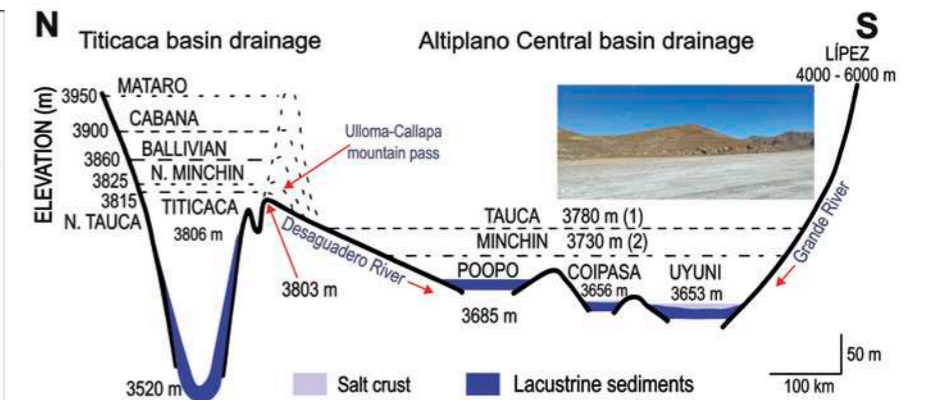 N
S
Titicaca basin drainage
Altiplano Central basin drainage
LÍPEZ
4000 - 6000 m
ELEVATION (m)
3950
MATARO
3900
CABANA
3860
BALLIVIAN
3825
N. MINCHIN
3815
N. TAUCA
TITICACA
3806 m
Ulloma-Callapa
mountain pass
Desaguadero River
3803 m
TAUCA 3780 m (1)
MINCHIN 3730 m (2)
POOPO
3685 m
COIPASA
3656 m
UYUNI
3653 m
Grande River
3520 m
Salt crust
Lacustrine sediments
50 m
100 km